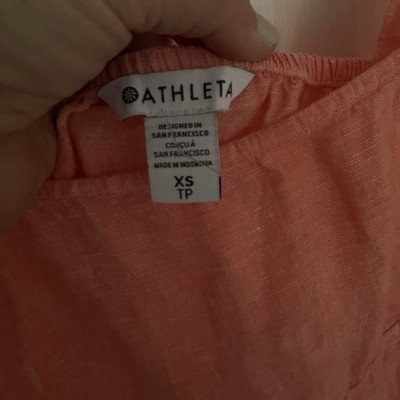 ATHLETA
DESIGNED IN
SAN FRANCISCO
CONÇU À
SAN FRANCISCO
MADE IN INDONESIA
XS
TP